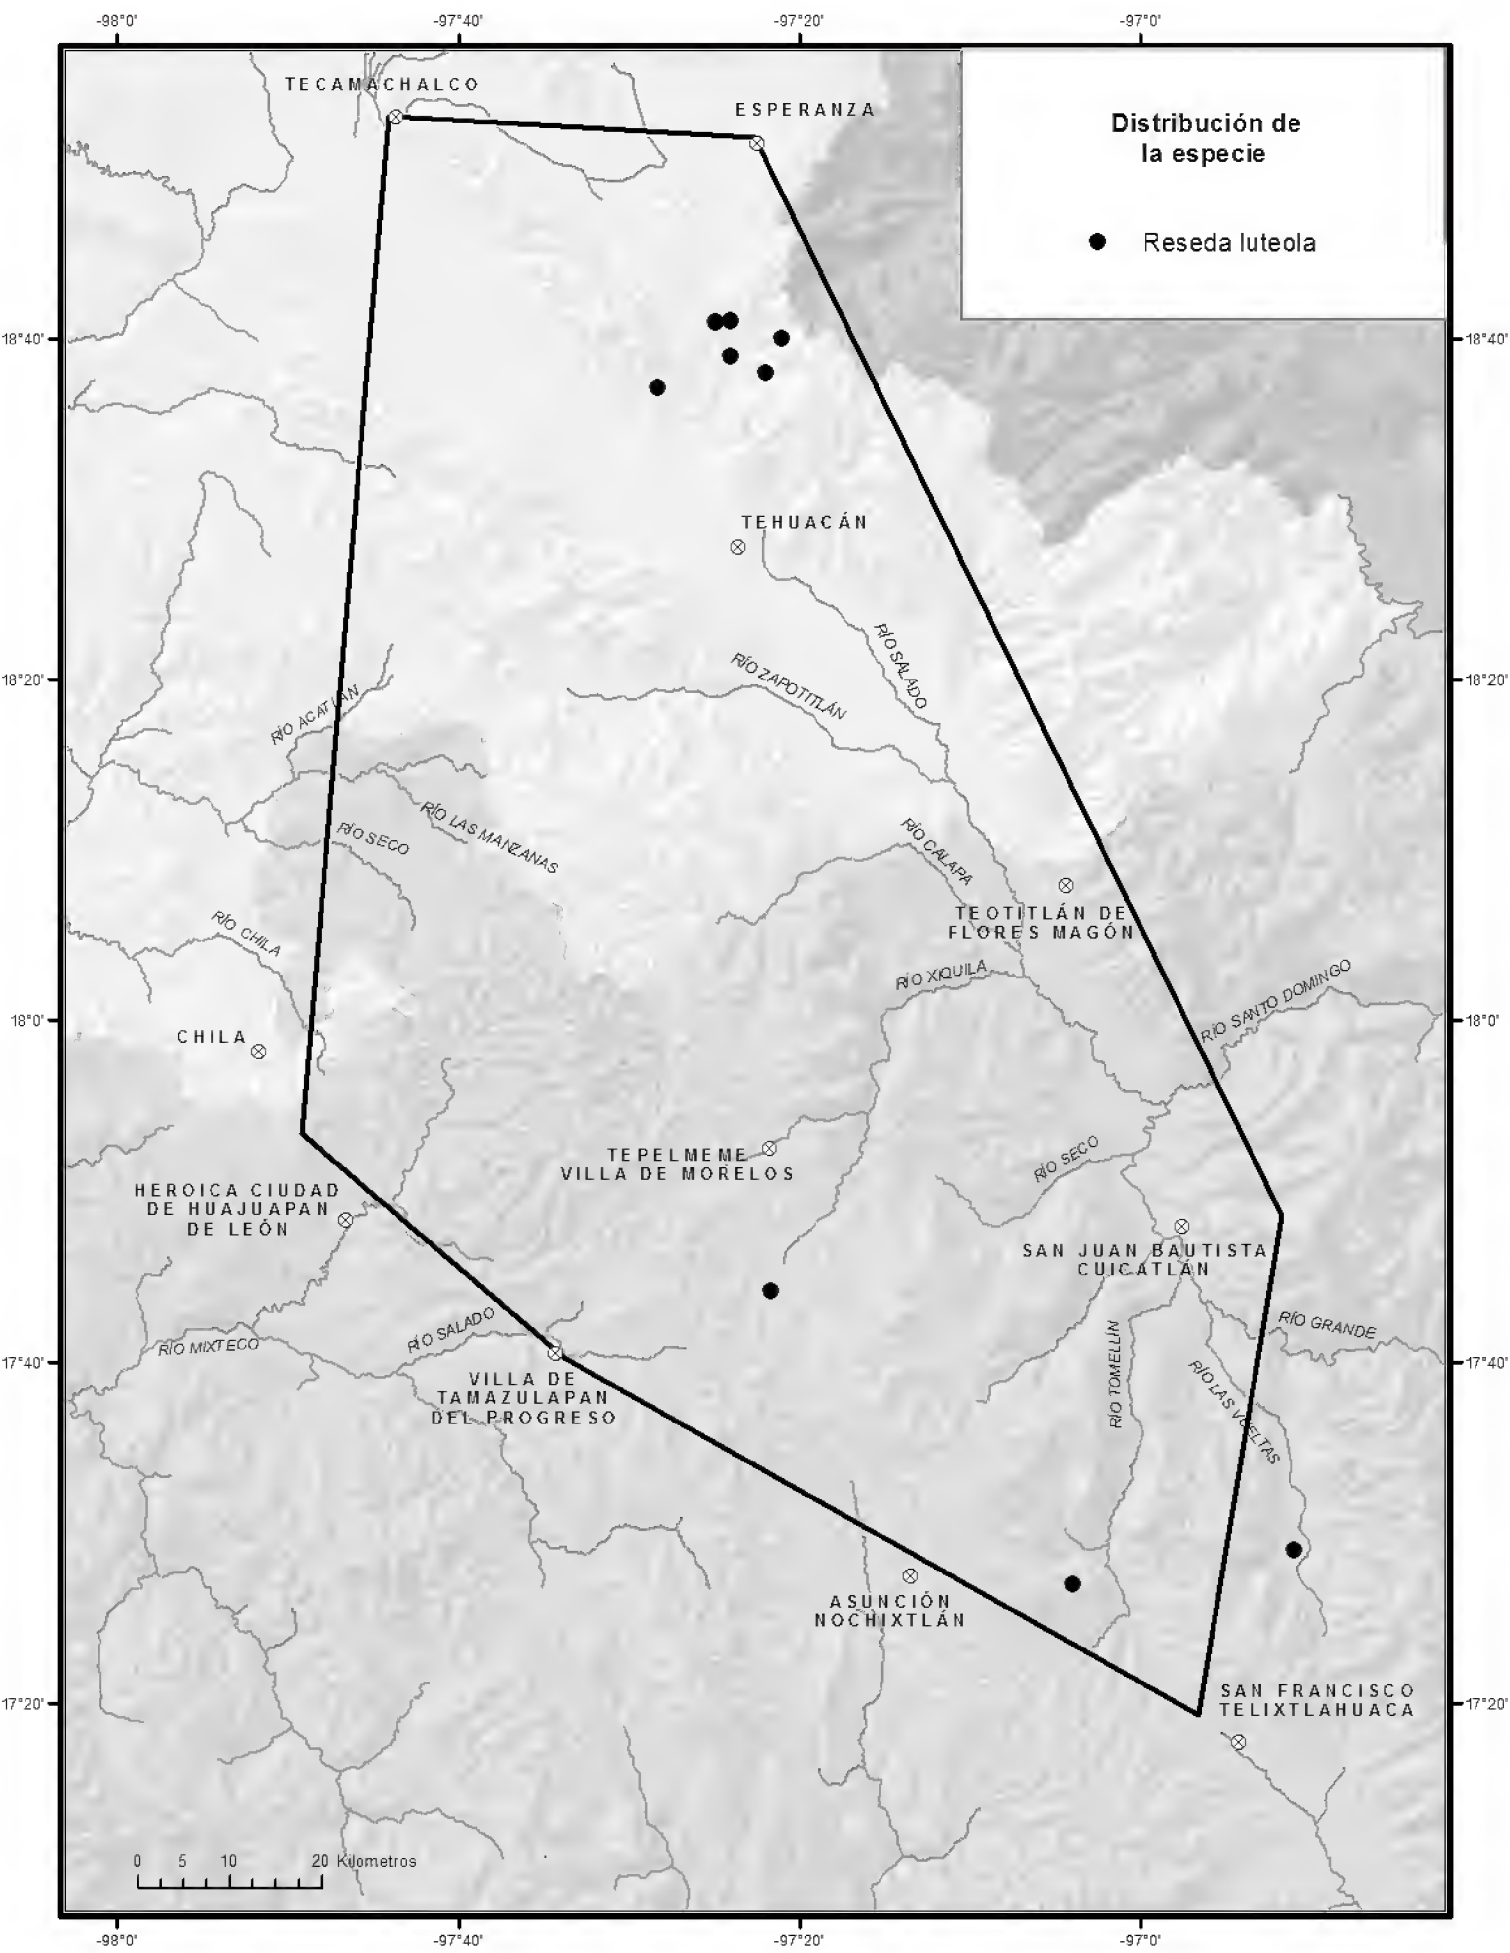 -98°0'
-97°40'
-97°20'
-97°0'
TECAMACHALCO
ESPERANZA
Distribución de
la especie
Reseda luteola
18°40'
18°40'
TEHUACÁN
RÍO SALADO
RÍO ZAPOTITLÁN
18°20'
18°20'
RÍO ACATLÁN
RÍO LAS MANZANAS
RÍO SECO
RÍO CALAPA
TEOTITLÁN DE
FLORES MAGÓN
RÍO CHILA
RÍO XIQUILA
RÍO SANTO DOMINGO
18°0'
18°0'
CHILA
TEPELMEME
VILLA DE MORELOS
RÍO SECO
HEROICA CIUDAD
DE HUAJUAPAN
DE LEÓN
SAN JUAN BAUTISTA
CUICATLÁN
RÍO GRANDE
RÍO SALADO
RÍO MIXTECO
RÍO TOMELLÍN
RÍO LAS VUELTAS
17°40'
17°40'
VILLA DE
TAMAZULAPAN
DEL PROGRESO
ASUNCIÓN
NOCHIXTLÁN
SAN FRANCISCO
TELIXTLAHUACA
17°20'
17°20'
0 5 10 20 Kilometros
-98°0'
-97°40'
-97°20'
-97°0'